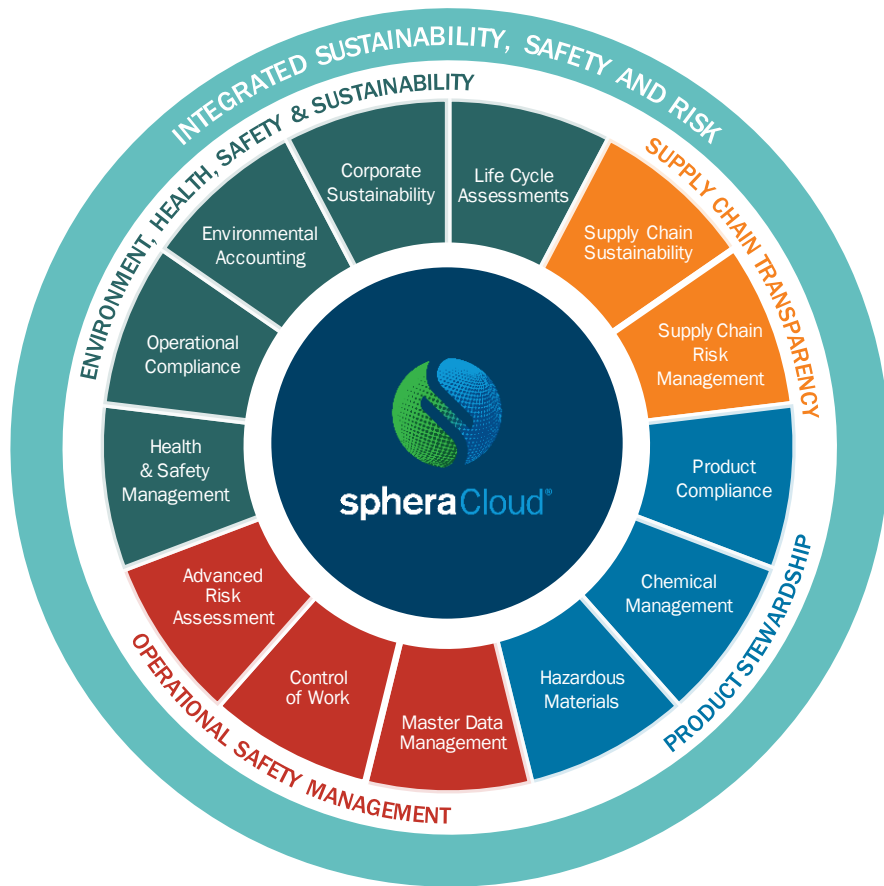 INTEGRATED SUSTAINABILITY, SAFETY AND RISK
ENVIRONMENT, HEALTH, SAFETY & SUSTAINABILITY
Health
& Safety
Management
Operational
Compliance
Environmental
Accounting
Corporate
Sustainability
Life Cycle
Assessments
SUPPLY CHAIN TRANSPARENCY
Supply Chain
Sustainability
Supply Chain
Risk
Management
PRODUCT STEWARDSHIP
Product
Compliance
Chemical
Management
Hazardous
Materials
OPERATIONAL SAFETY MANAGEMENT
Master Data
Management
Control
of Work
Advanced
Risk
Assessment
spheraCloud®